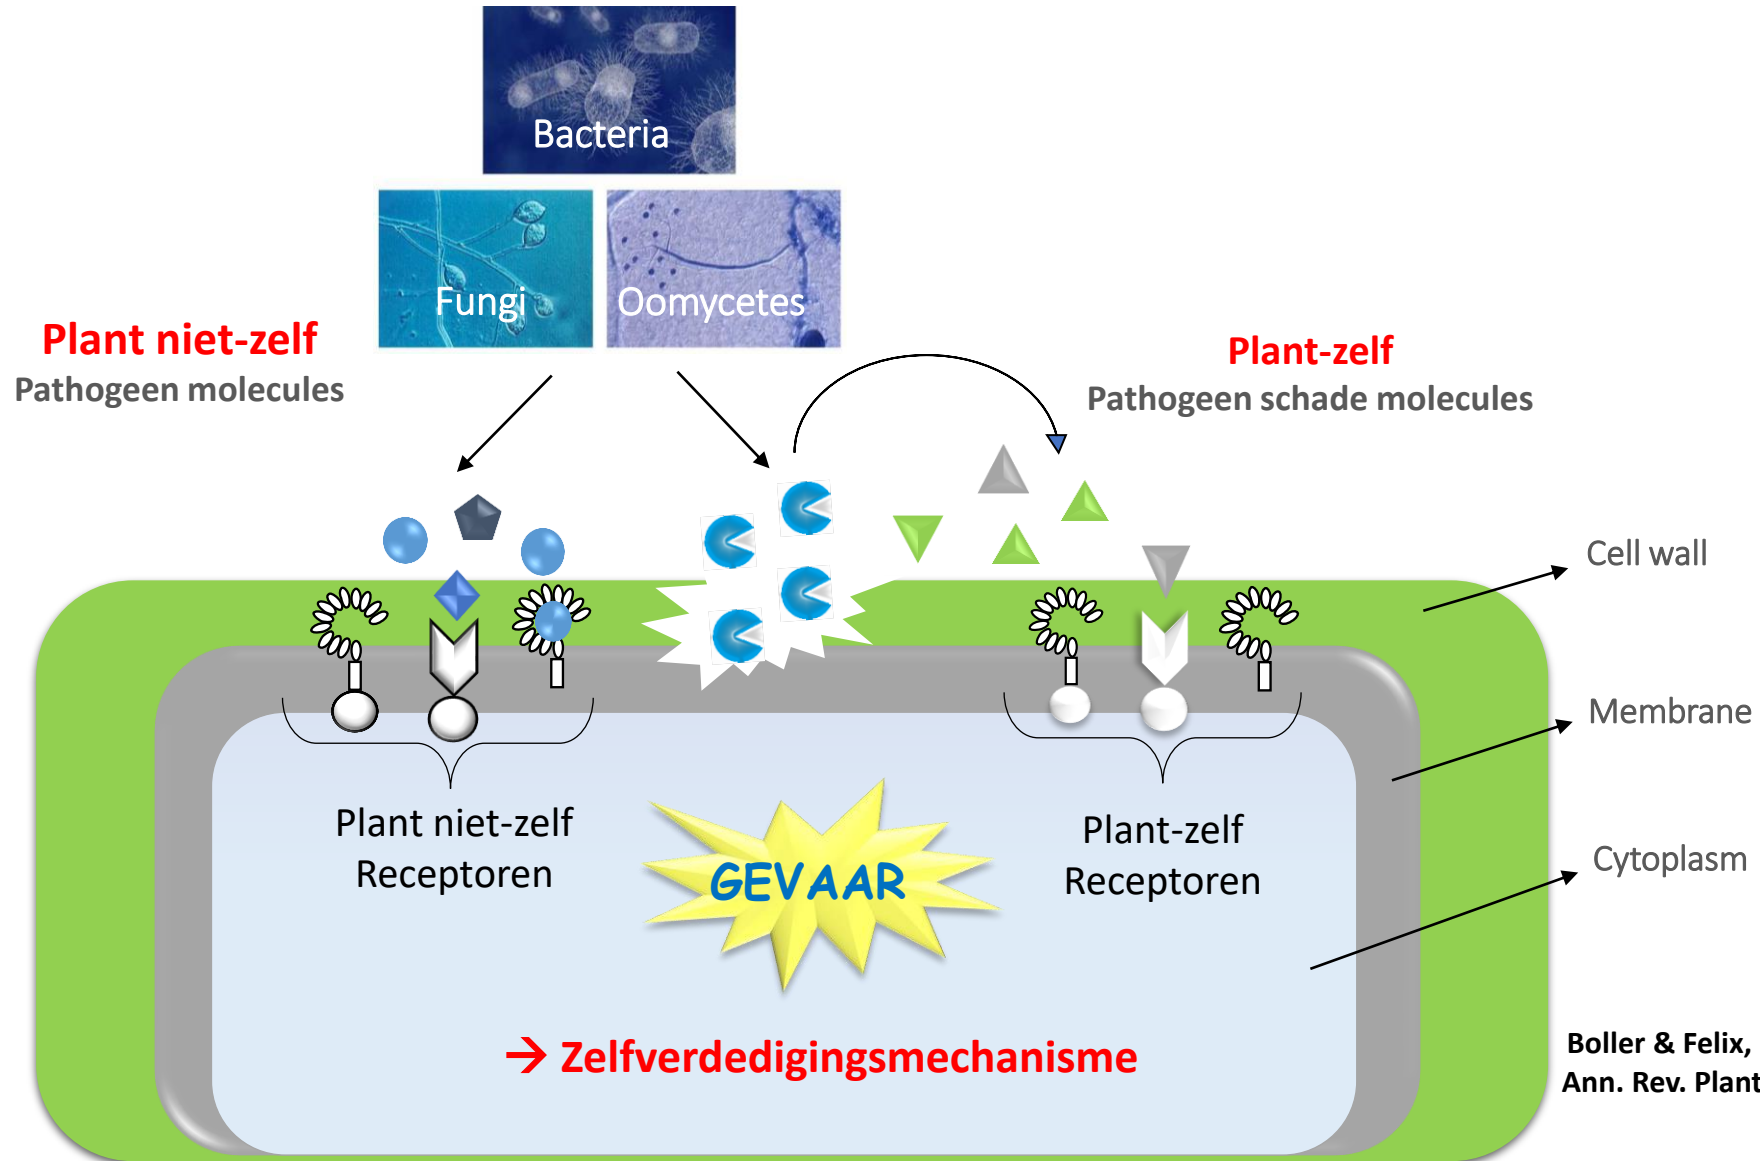 Bacteria
Fungi
Oomycetes
Plant niet-zelf
Pathogeen molecules
Plant-zelf
Pathogeen schade molecules
Cell wall
Membrane
Plant niet-zelf
Receptoren
Plant-zelf
Receptoren
GEVAAR
Cytoplasm
→ Zelfverdedigingsmechanisme
Boller & Felix,
Ann. Rev. Plant